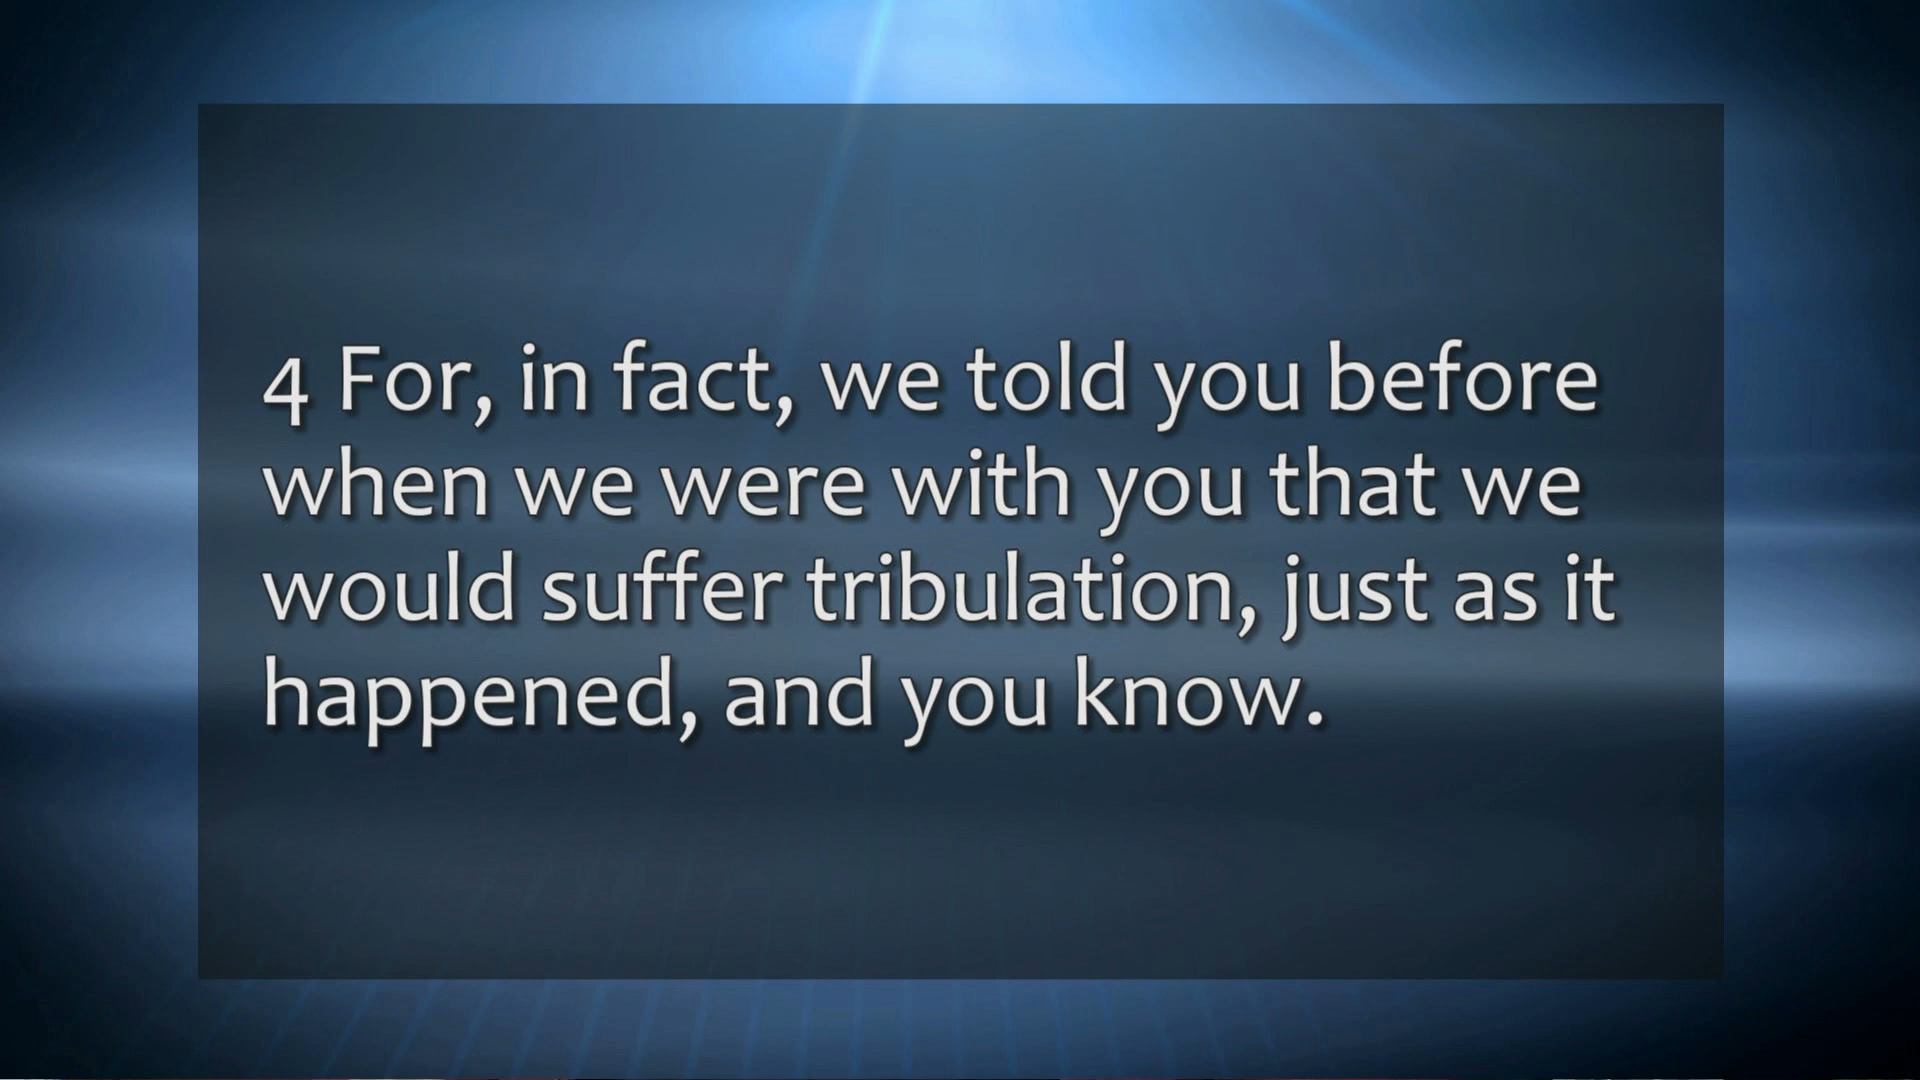 4 For, in fact, we told you before
when we were with you that we
would suffer tribulation, just as it
happened, and you know.